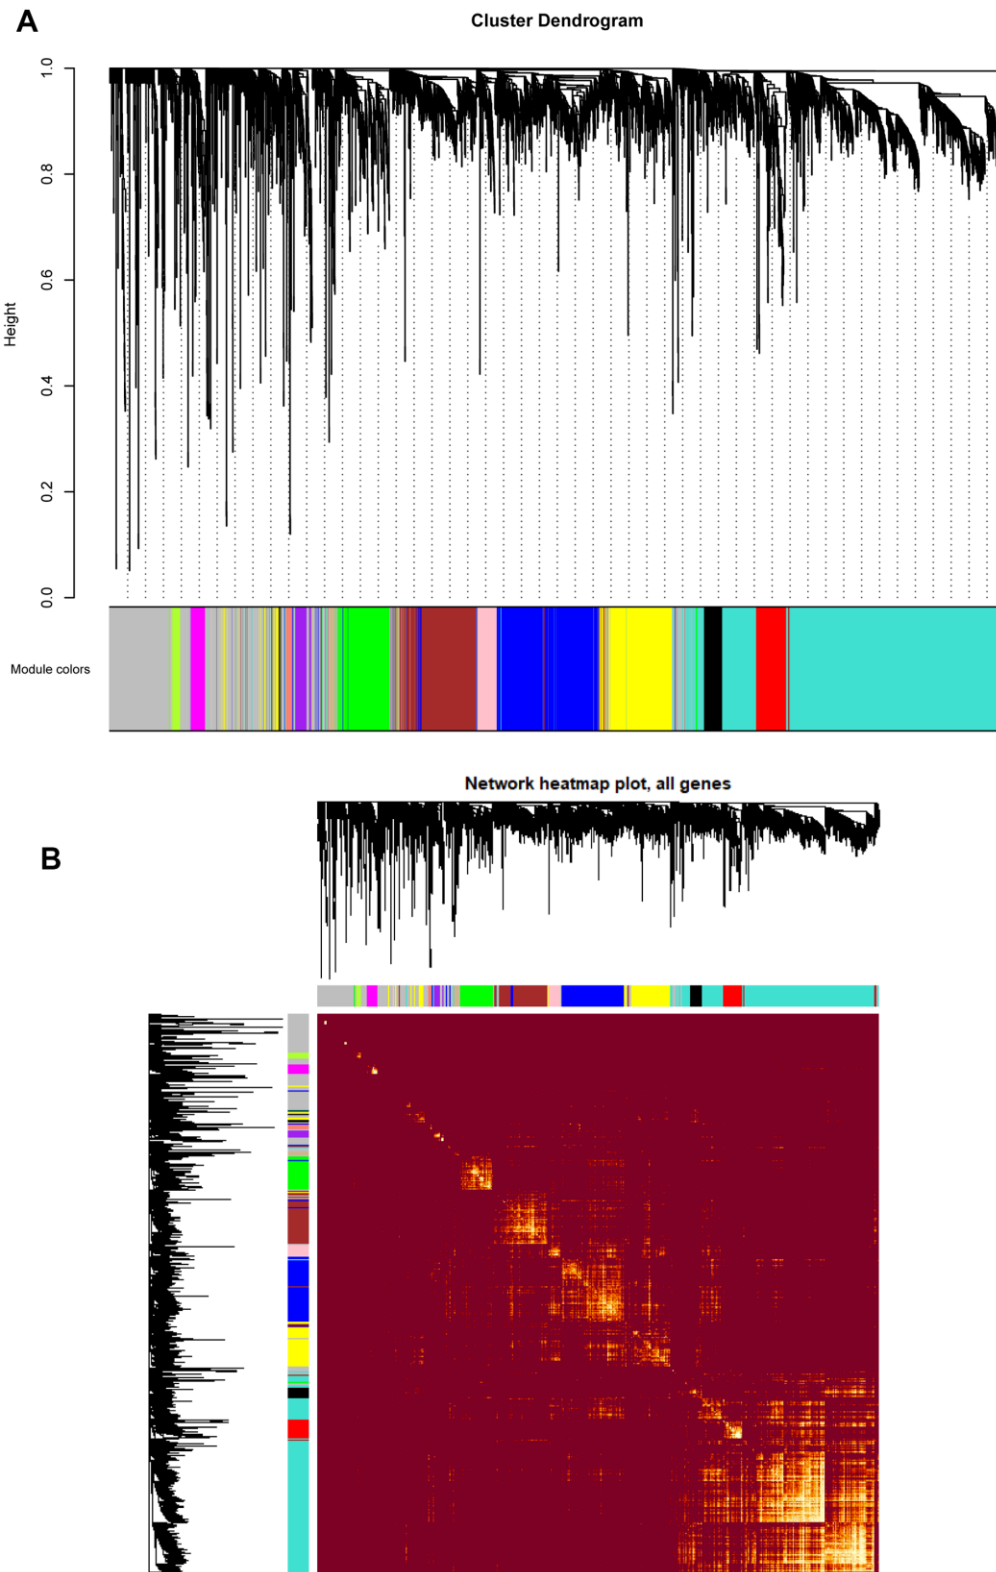 A
Cluster Dendrogram
1.0
0.8
0.6
0.4
0.2
0.0
Height
Module colors
Network heatmap plot, all genes
B